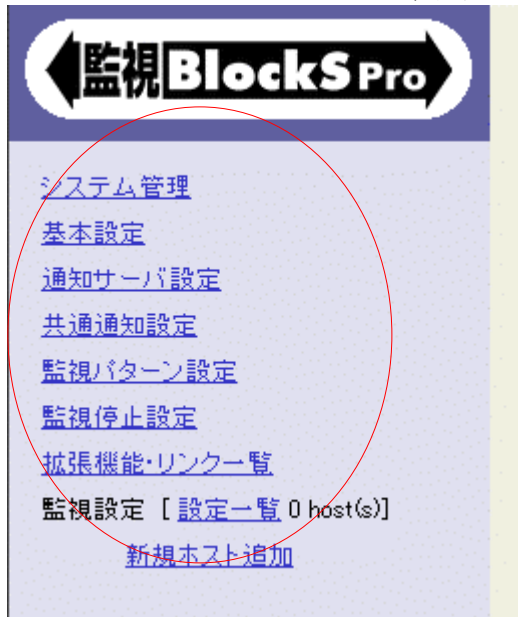 監視BlockS Pro
システム管理
基本設定
通知サーバ設定
共通通知設定
監視パターン設定
監視停止設定
拡張機能・リンク一覧
監視設定 [ 設定一覧 0 host(s)]
新規ホスト追加